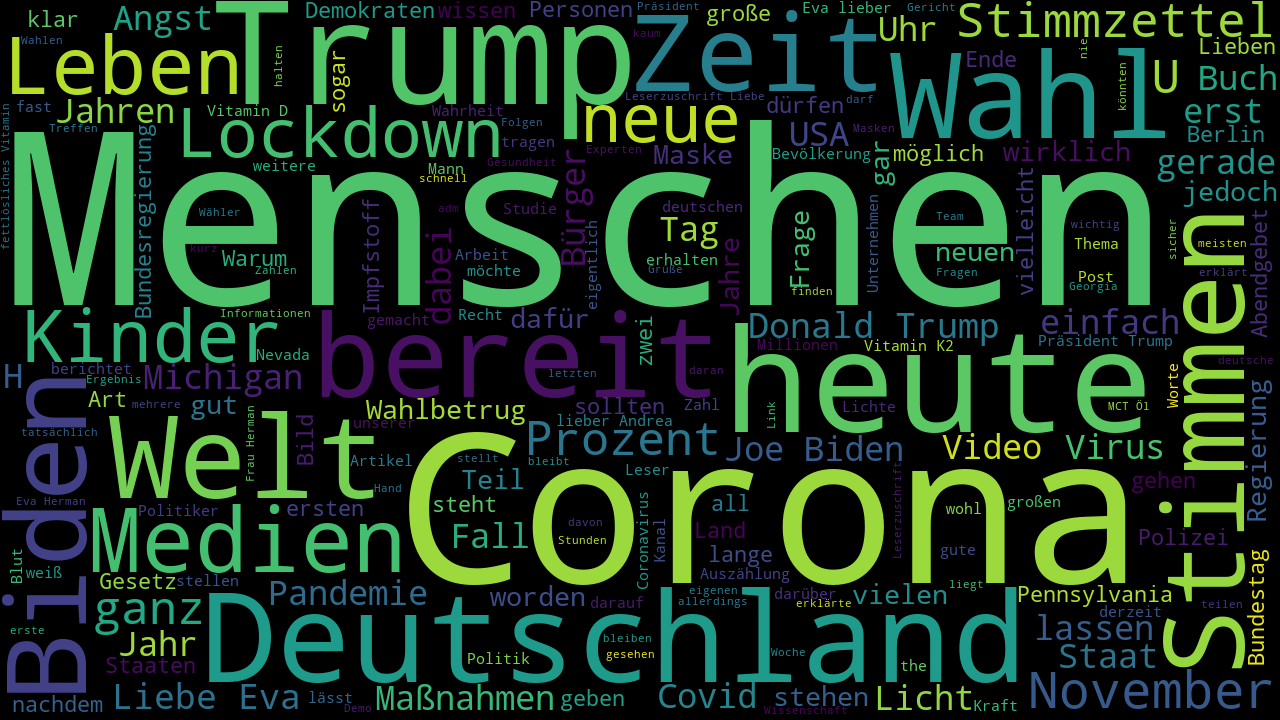 klar
Angst
Trump
Demokraten
wissen
Personen
Präsident
große
Eva lieber
Gericht
Stimmzettel
Wahlen
Leben
halten
sogar
kaum
Zeit
Uhr
Ende
nie
Lieben
fast
Jahren
Vitamin D
Wahrheit
Leserzuschrift Liebe
dürfen
darf
Wahl
könnten
U
Buch
erst
Treffen
Lockdown
Folgen
neue
USA
Masken
Berlin
fettlösliches Vitamin
Menschen
weitere
tragen
Gesundheit
Experten
Maske
Bevölkerung
gar
möglich
wirklich
gerade
Mann
schnell
jedoch
Bundesregierung
Wähler
Impfstoff
adm
Studie
Bürger
deutschen
Tag
Frage
Unternehmen
Team
vielleicht
wichtig
sicher
Stimmen
meisten
Abendgebet
kurz
Warum
Zahlen
dabei
Arbeit
möchte
eigentlich
erhalten
Grüße
Jahre
finden
neuen
Fragen
Thema
Post
Georgia
erklärt
Informationen
Kinder
Nevada
gemacht
Recht
dafür
zwei
Donald Trump
einfach
Präsident Trump
bereit
heute
Millionen
Vitamin K2
deutsche
H
berichtet
Ergebnis
Michigan
letzten
daran
Worte
Biden
Art
mehrere
gut
Wahlbetrug
sollten
Zahl
Link
Lichte
MCT Öl
Regierung
tatsächlich
Welt
Frau Herman
Bild
unserer
lieber Andrea
Prozent
Joe Biden
Video
Virus
Artikel
stellt
bleibt
Leser
Teil
Hand
Eva Herman
Politiker
ersten
steht
Corona
Coronavirus
Kanal
all
Leserzuschrift
wohl
großen
gehen
Medien
Fall
davon
Stunden
Land
lange
gute
Polizei
Blut
weiß
Gesetz
stellen
Auszählung
liegt
Bundestag
Pandemie
worden
darauf
eigenen
allerdings
darüber
erklärte
vielen
Pennsylvania
teilen
ganz
Deutschland
derzeit
erste
Jahr
bleiben
gesehen
lassen
Staaten
Politik
Woche
the
Staat
nachdem
Liebe Eva
lässt
Demo
Maßnahmen
geben
Covid
Wissenschaft
stehen
Licht
Kraft
November